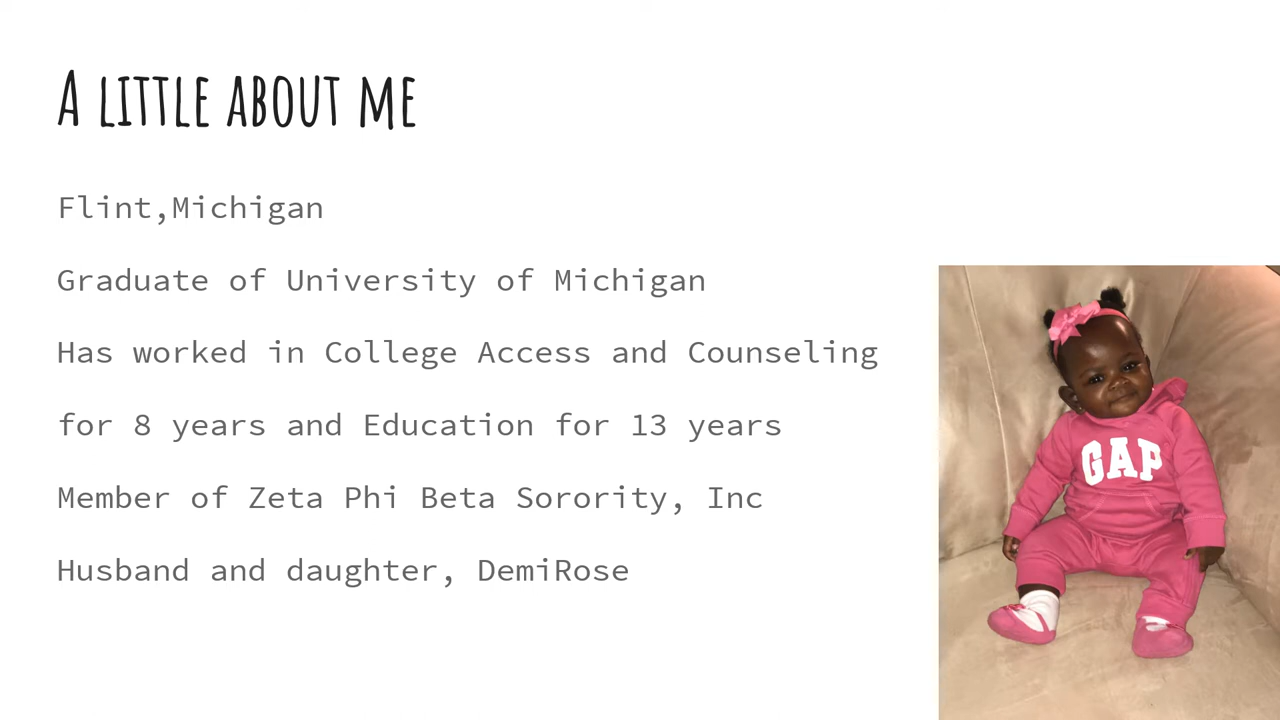 A little about me
Flint,Michigan
Graduate of University of Michigan
Has worked in College Access and Counseling
for 8 years and Education for 13 years
Member of Zeta Phi Beta Sorority, Inc
Husband and daughter, DemiRose
GAP